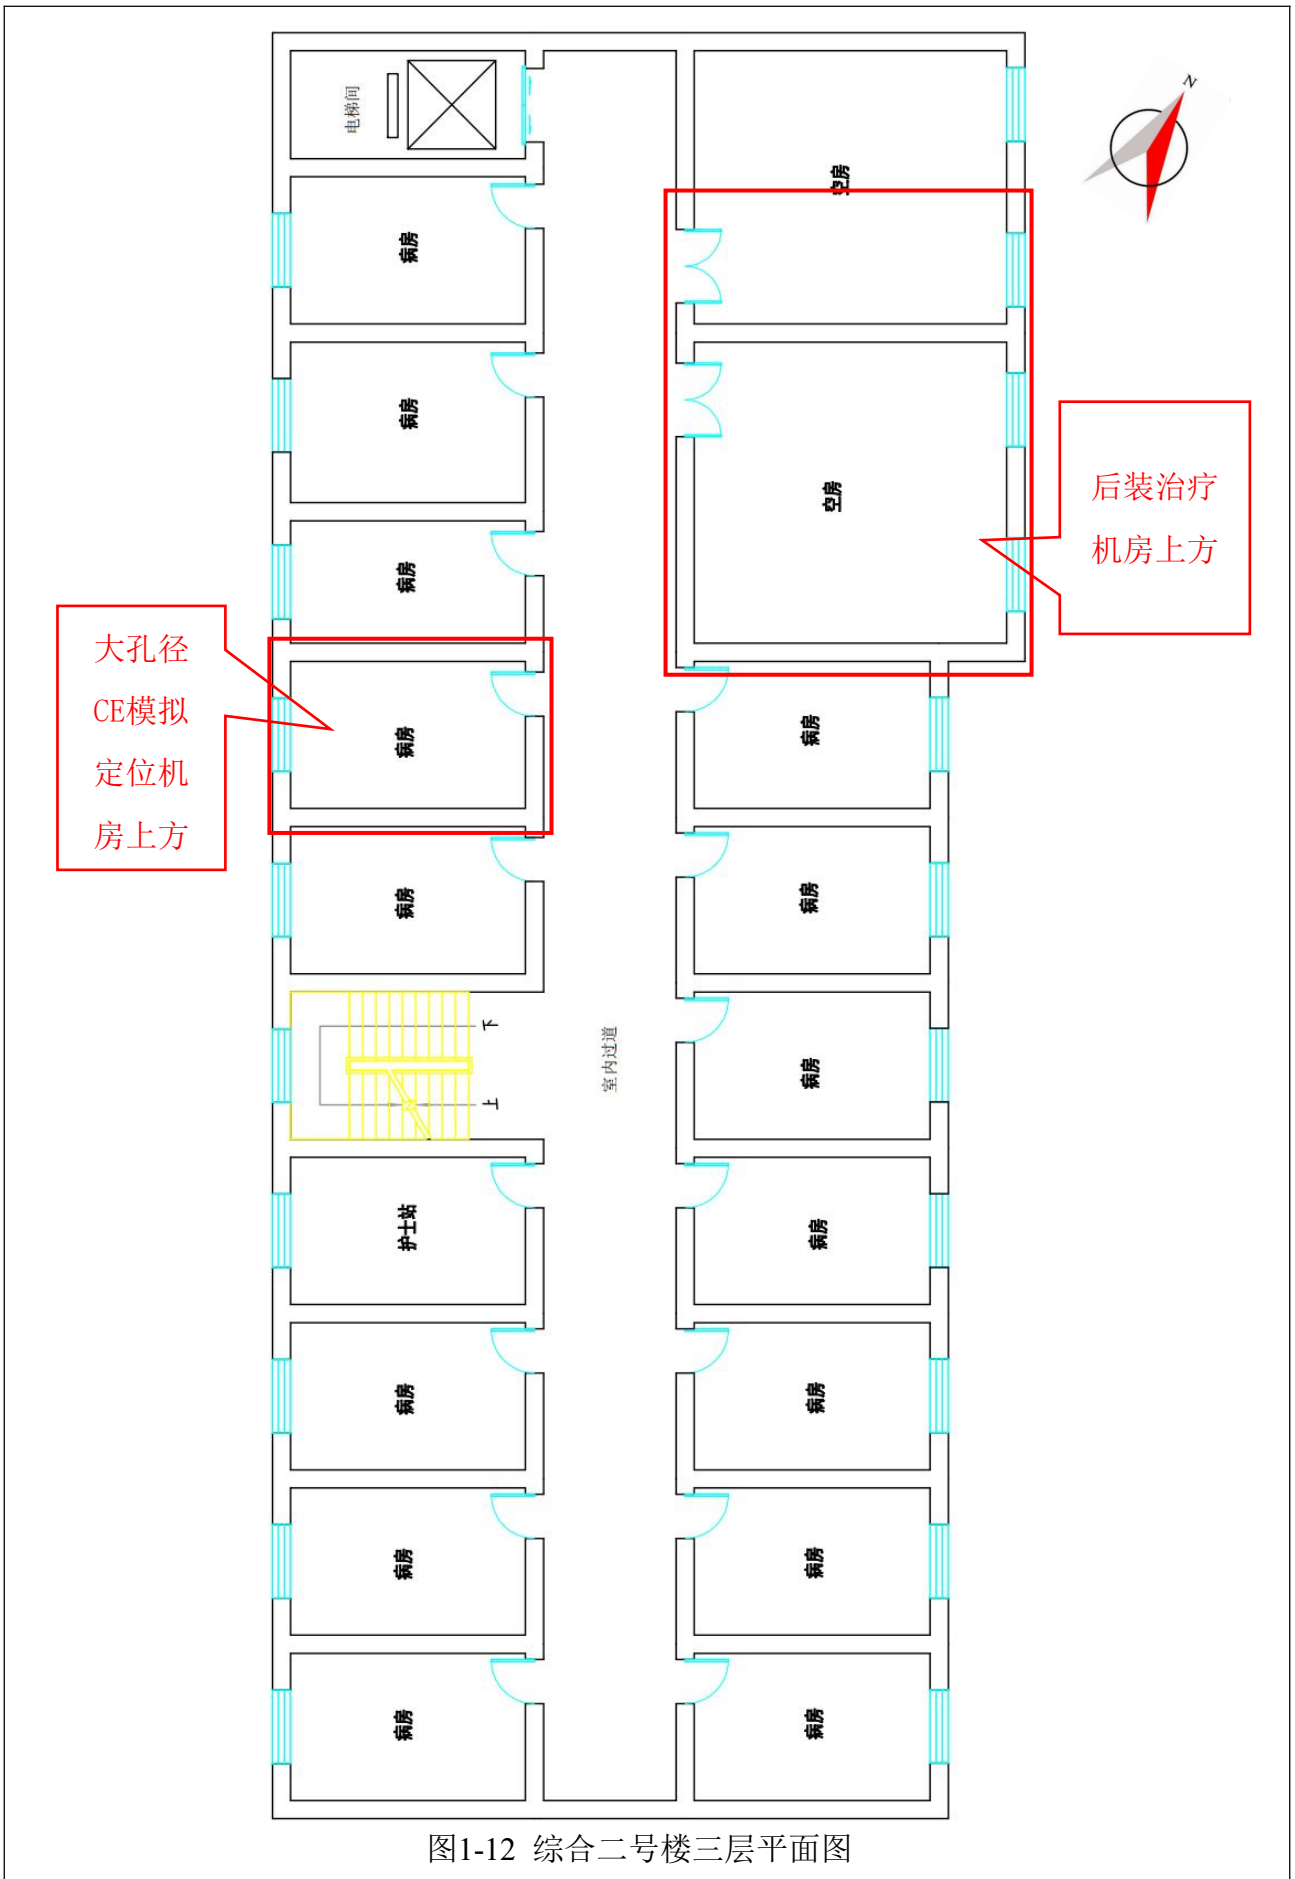 N
电梯间
空房
病房
病房
空房
后装治疗
机房上方
病房
大孔径
CE模拟
定位机
房上方
病房
病房
病房
病房
下
上
室内过道
病房
护士站
病房
病房
病房
病房
病房
病房
病房
图1-12 综合二号楼三层平面图